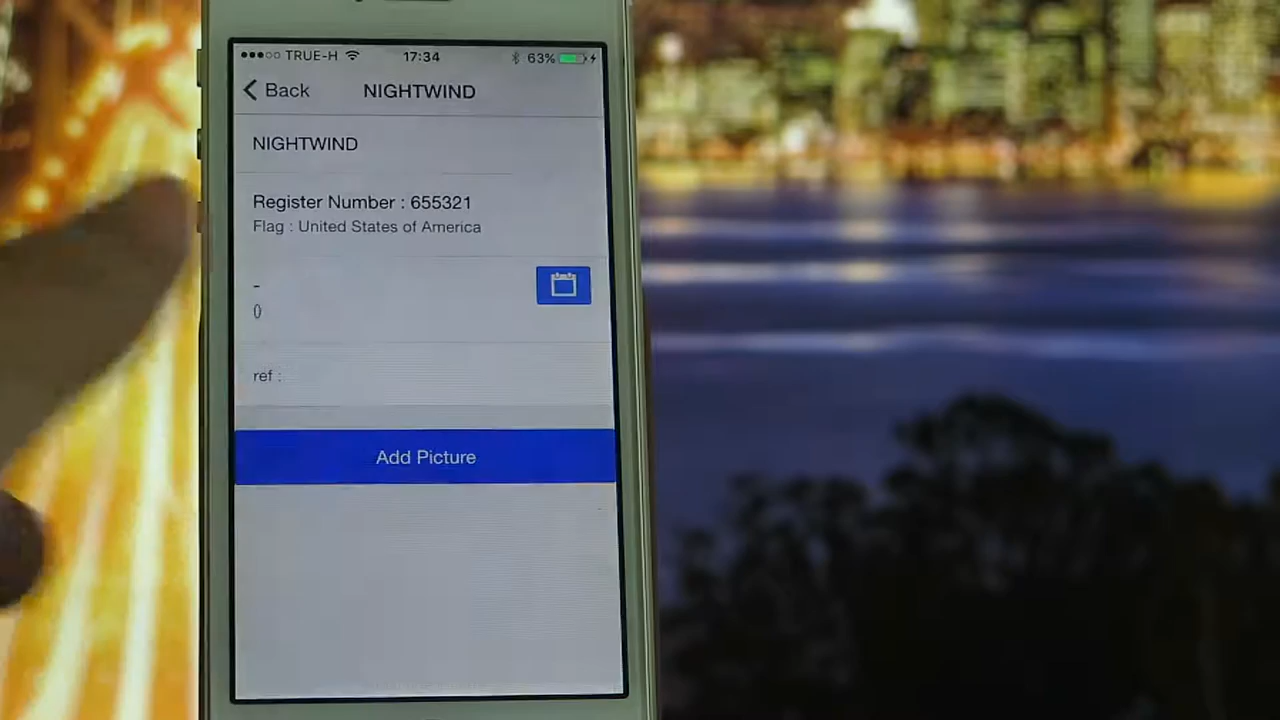 TRUE-H 17:34 63%
Back NIGHTWIND
NIGHTWIND
Register Number : 655321
Flag : United States of America
-
()
ref :
Add Picture